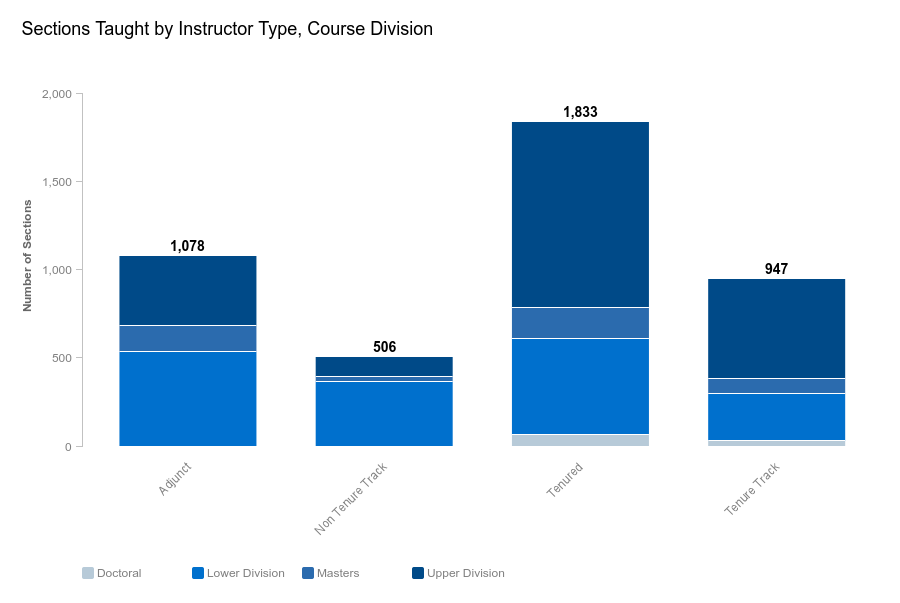 Sections Taught by Instructor Type, Course Division
Number of Sections
2,000
1,500
1,000
500
0
1,078
506
1,833
947
Adjunct
Non Tenure Track
Tenured
Tenure Track
Doctoral
Lower Division
Masters
Upper Division